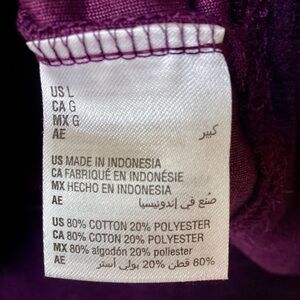 US L
CA G
MX G
AE كبير
US MADE IN INDONESIA
CA FABRIQUÉ EN INDONÉSIE
MX HECHO EN INDONESIA
AE صنع في إندونيسيا
US 80% COTTON 20% POLYESTER
CA 80% COTON 20% POLYESTER
MX 80% algodón 20% poliester
AE 80% قطن 20% بولي استر